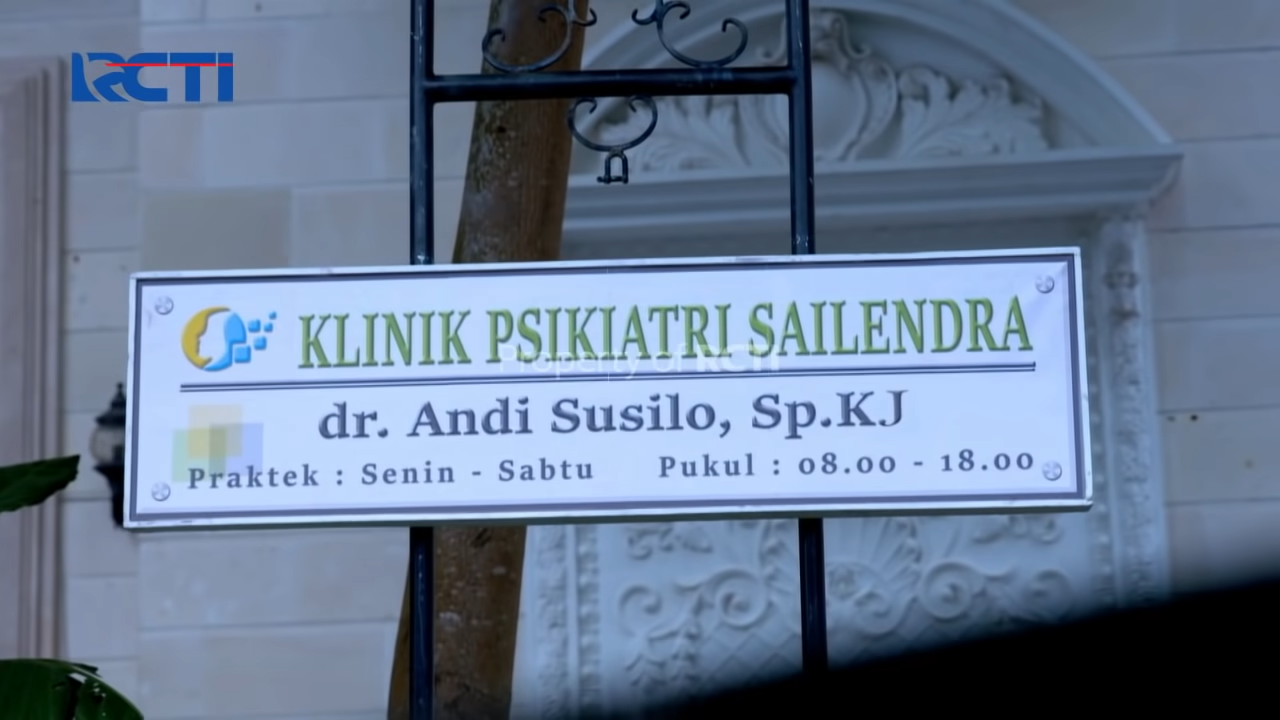 RCTI
KLINIK PSIKIATRI SAILENDRA
Property of RCTI
dr. Andi Susilo, Sp.KJ
Praktek : Senin - Sabtu Pukul : 08.00 - 18.00